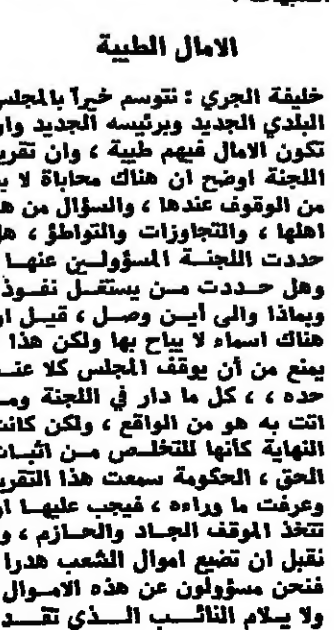 الامال الطيبة
خليفة الجري : نتوسم خيراً بالمجلس
البلدي الجديد وبرئيسه الجديد وان
تكون الامال فيهم طيبة ، وان تقرير
اللجنة اوضح ان هناك محاباة لا بد
من الوقوف عندها ، والسؤال من هم
اهلها ، والتجاوزات والتواطؤ ، هل
حددت اللجنة المسؤولين عنها
وهل حددت من يستغل نفوذه
وبماذا والى أين وصل ، قيل ان
هناك اسماء لا يباح بها ولكن هذا لا
يمنع من أن يوقف المجلس كلا عند
حده ، ، كل ما دار في اللجنة وما
اتت به هو من الواقع ، ولكن كانت
النهاية كأنها للتخلص من اثبات
الحق ، الحكومة سمعت هذا التقرير
وعرفت ما وراءه ، فيجب عليها ان
تتخذ الموقف الجاد والحازم ، ولا
نقبل ان تضيع اموال الشعب هدرا
فنحن مسؤولون عن هذه الاموال
ولا يلام النائب الذي تقد